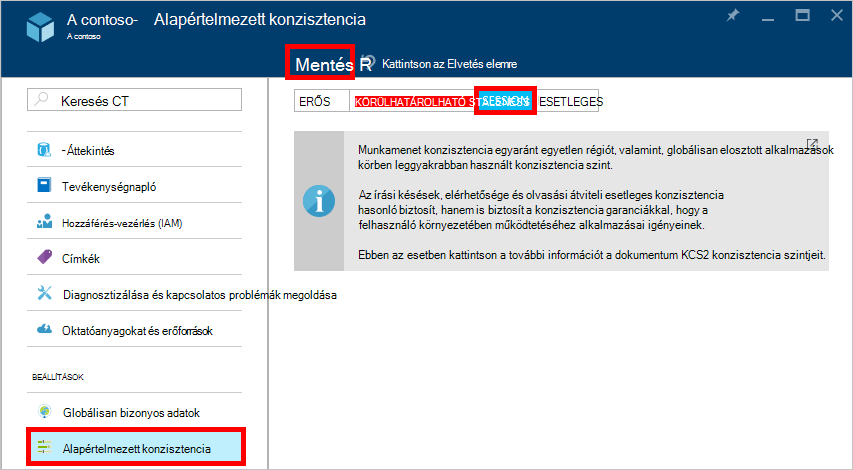 A contoso- Alapértelmezett konzisztencia
A contoso
Mentés R Kattintson az Elvetés elemre
Keresés CT
ERŐS KÖRÜLHATÁROLHATÓ STALENESS SESSION ESETLEGES
-Áttekintés
Tevékenységnapló
Hozzáférés-vezérlés (IAM)
Címkék
Diagnosztizálása és kapcsolatos problémák megoldása
Oktatóanyagokat és erőforrások
BEÁLLÍTÁSOK
Globálisan bizonyos adatok
Alapértelmezett konzisztencia
Munkamenet konzisztencia egyaránt egyetlen régiót, valamint, globálisan elosztott alkalmazások
körben leggyakrabban használt konzisztencia szint.
Az írási késések, elérhetősége és olvasási átviteli esetleges konzisztencia
hasonló biztosít, hanem is biztosít a konzisztencia garanciákkal, hogy a
felhasználó környezetében működtetéséhez alkalmazásai igényeinek.
Ebben az esetben kattintson a további információt a dokumentum KCS2 konzisztencia szintjeit.